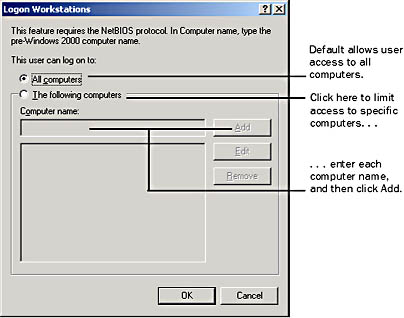 Logon Workstations
This feature requires the NetBIOS protocol. In Computer name, type the
pre-Windows 2000 computer name.
This user can log on to:
All computers
The following computers
Computer name:
Add
Edit
Remove
OK
Cancel
Default allows user
access to all
computers.
Click here to limit
access to specific
computers. . .
. . . enter each
computer name,
and then click Add.